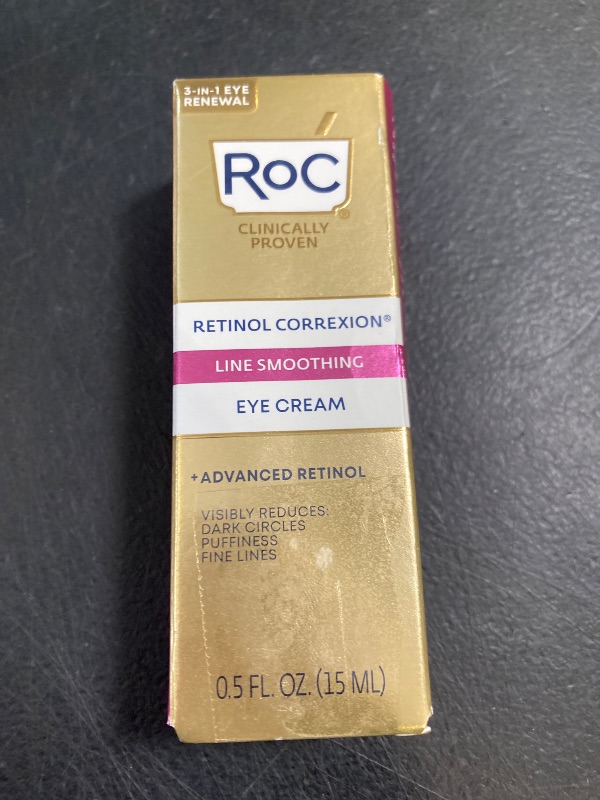 3-IN-1 EYE
RENEWAL
RoC®
CLINICALLY
PROVEN
RETINOL CORREXION®
LINE SMOOTHING
EYE CREAM
+ADVANCED RETINOL
VISIBLY REDUCES:
DARK CIRCLES
PUFFINESS
FINE LINES
0.5 FL. OZ. (15 ML)